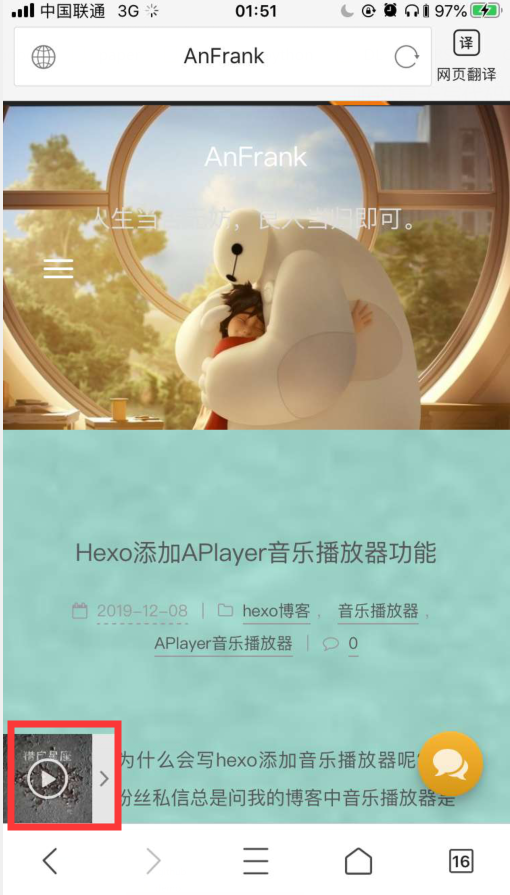 中国联通 3G 01:51 97%
AnFrank
译
网页翻译
AnFrank
人生当 良人当归即可。
Hexo添加APlayer音乐播放器功能
2019-12-08 | hexo博客， 音乐播放器，
APlayer音乐播放器 | 0
为什么会写hexo添加音乐播放器呢
粉丝私信总是问我的博客中音乐播放器是
16